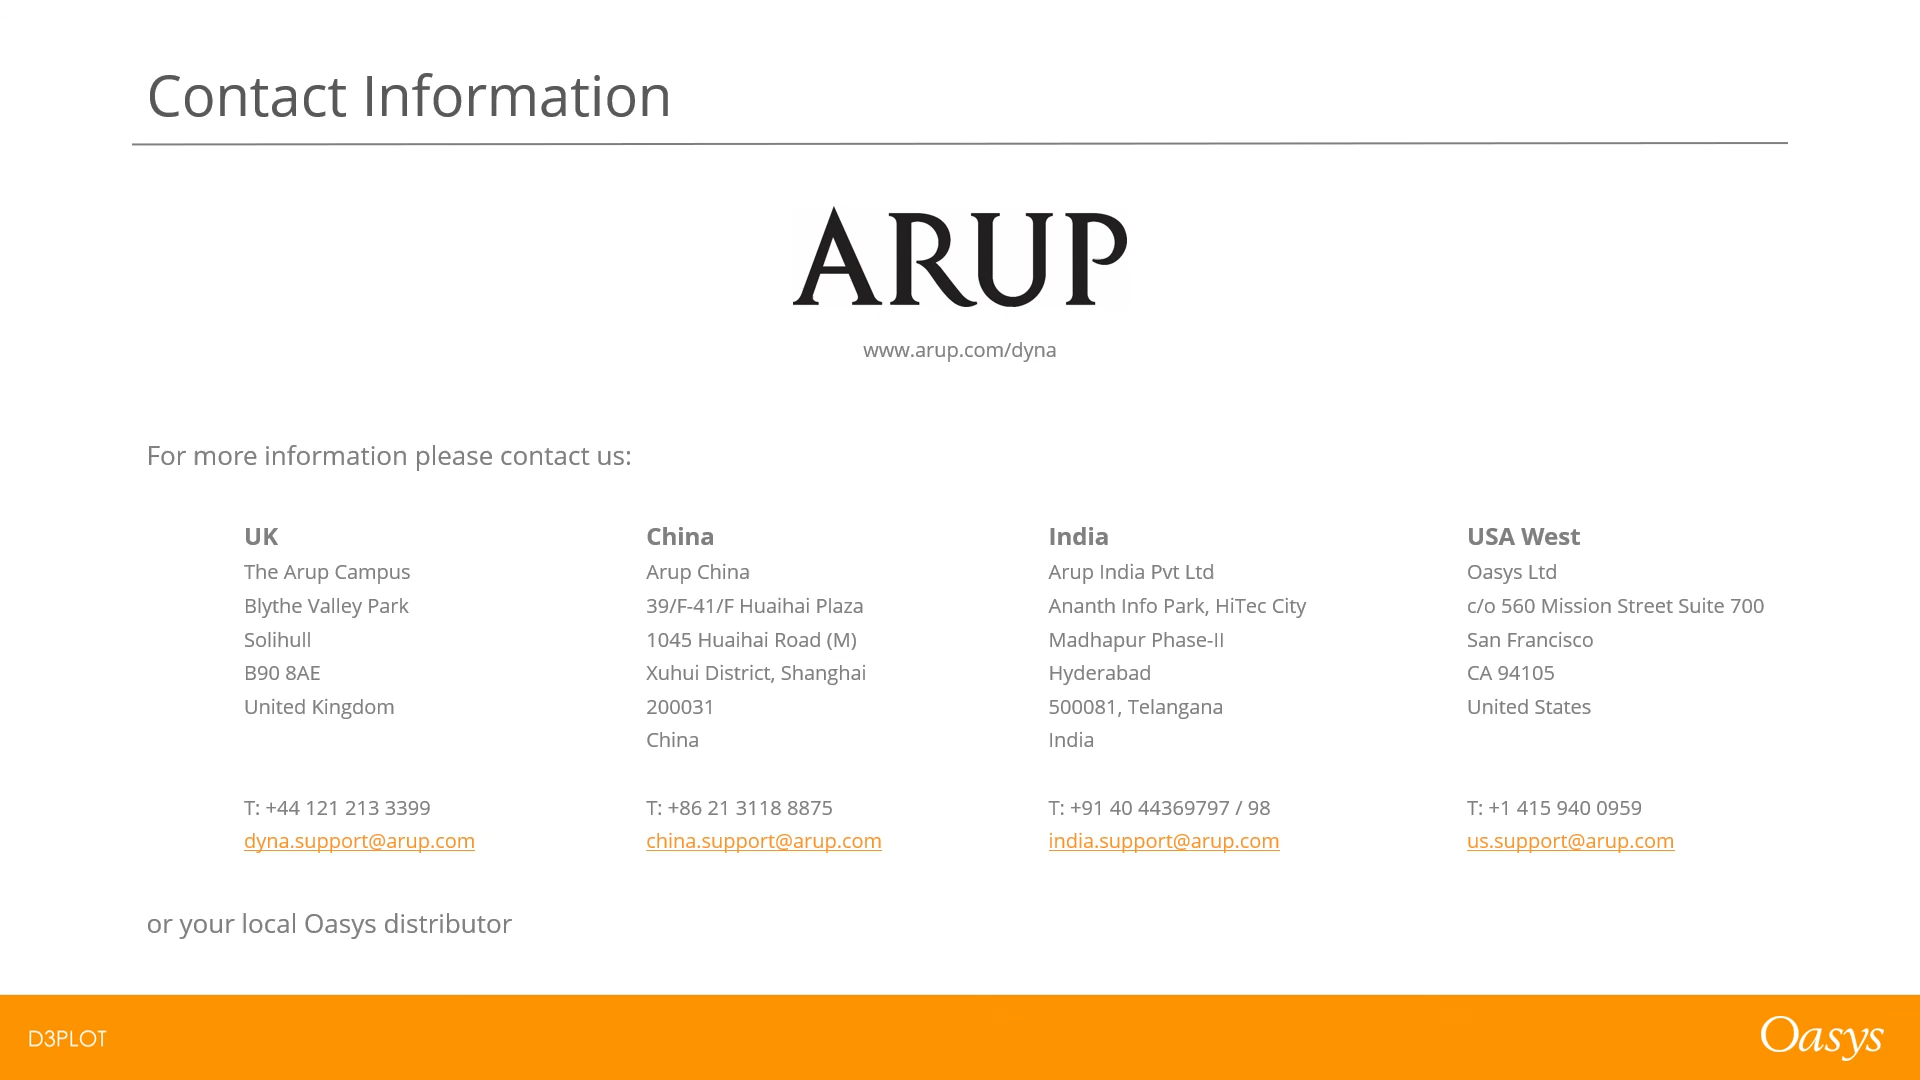 Contact Information
ARUP
www.arup.com/dyna
For more information please contact us:
UK
The Arup Campus
Blythe Valley Park
Solihull
B90 8AE
United Kingdom
T: +44 121 213 3399
dyna.support@arup.com
China
Arup China
39/F-41/F Huaihai Plaza
1045 Huaihai Road (M)
Xuhui District, Shanghai
200031
China
T: +86 21 3118 8875
china.support@arup.com
India
Arup India Pvt Ltd
Ananth Info Park, HiTec City
Madhapur Phase-II
Hyderabad
500081, Telangana
India
T: +91 40 44369797 / 98
india.support@arup.com
USA West
Oasys Ltd
c/o 560 Mission Street Suite 700
San Francisco
CA 94105
United States
T: +1 415 940 0959
us.support@arup.com
or your local Oasys distributor
D3PLOT
Oasys